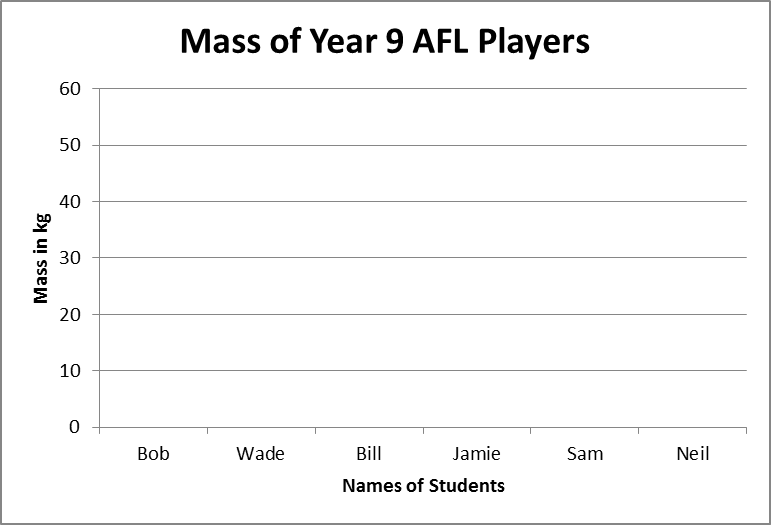 Mass of Year 9 AFL Players
60
50
40
30
20
10
0
Mass in kg
Bob Wade Bill Jamie Sam Neil
Names of Students